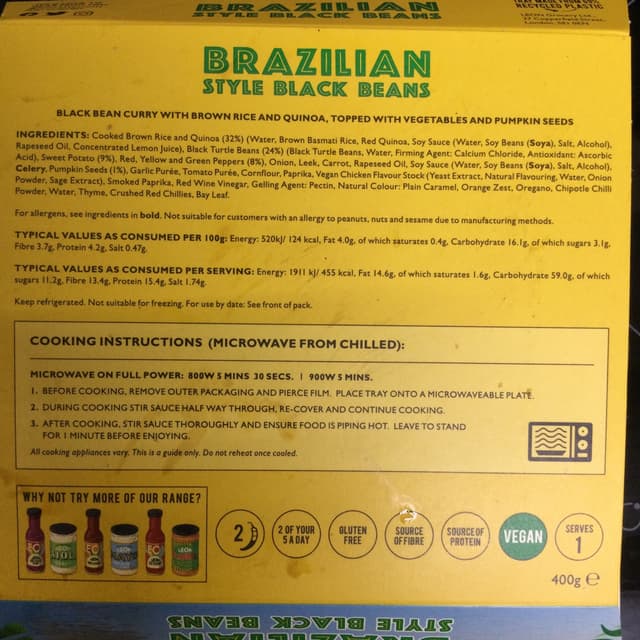 BRAZILIAN
STYLE BLACK BEANS
RECYCLED PLASTIC
BRAZILIAN
STYLE BLACK BEANS
BLACK BEAN CURRY WITH BROWN RICE AND QUINOA, TOPPED WITH VEGETABLES AND PUMPKIN SEEDS
INGREDIENTS: Cooked Brown Rice and Quinoa (32%) (Water, Brown Basmati Rice, Red Quinoa, Soy Sauce (Water, Soy Beans (Soya), Salt, Alcohol),
Rapeseed Oil, Concentrated Lemon Juice), Black Turtle Beans (24%) (Black Turtle Beans, Water, Firming Agent: Calcium Chloride, Antioxidant: Ascorbic
Acid), Sweet Potato (9%), Red, Yellow and Green Peppers (8%), Onion, Leek, Carrot, Rapeseed Oil, Soy Sauce (Water, Soy Beans (Soya), Salt, Alcohol),
Celery, Pumpkin Seeds (1%), Garlic Purée, Tomato Purée, Cornflour, Paprika, Vegan Chicken Flavour Stock (Yeast Extract, Natural Flavouring, Water, Onion
Powder, Sage Extract), Smoked Paprika, Red Wine Vinegar, Gelling Agent: Pectin, Natural Colour: Plain Caramel, Orange Zest, Oregano, Chipotle Chilli
Powder, Water, Thyme, Crushed Red Chillies, Bay Leaf.
For allergens, see ingredients in bold. Not suitable for customers with an allergy to peanuts, nuts and sesame due to manufacturing methods.
TYPICAL VALUES AS CONSUMED PER 100g: Energy: 520kJ/ 124 kcal, Fat 4.0g, of which saturates 0.4g, Carbohydrate 16.1g, of which sugars 3.1g,
Fibre 3.7g, Protein 4.2g, Salt 0.47g.
TYPICAL VALUES AS CONSUMED PER SERVING: Energy: 1911 kJ/ 455 kcal, Fat 14.6g, of which saturates 1.6g, Carbohydrate 59.0g, of which
sugars 11.2g, Fibre 13.4g, Protein 15.4g, Salt 1.74g.
Keep refrigerated. Not suitable for freezing. For use by date: See front of pack.
COOKING INSTRUCTIONS (MICROWAVE FROM CHILLED):
MICROWAVE ON FULL POWER: 800W 5 MINS 30 SECS. | 900W 5 MINS.
1. BEFORE COOKING, REMOVE OUTER PACKAGING AND PIERCE FILM. PLACE TRAY ONTO A MICROWAVEABLE PLATE.
2. DURING COOKING STIR SAUCE HALF WAY THROUGH, RE-COVER AND CONTINUE COOKING.
3. AFTER COOKING, STIR SAUCE THOROUGHLY AND ENSURE FOOD IS PIPING HOT. LEAVE TO STAND
FOR 1 MINUTE BEFORE ENJOYING.
All cooking appliances vary. This is a guide only. Do not reheat once cooled.
WHY NOT TRY MORE OF OUR RANGE?
2
2 OF YOUR
5 A DAY
GLUTEN
FREE
SOURCE
OF FIBRE
SOURCE OF
PROTEIN
VEGAN
SERVES
1
400g e
STYLE BLACK BEANS
BRAZILIAN